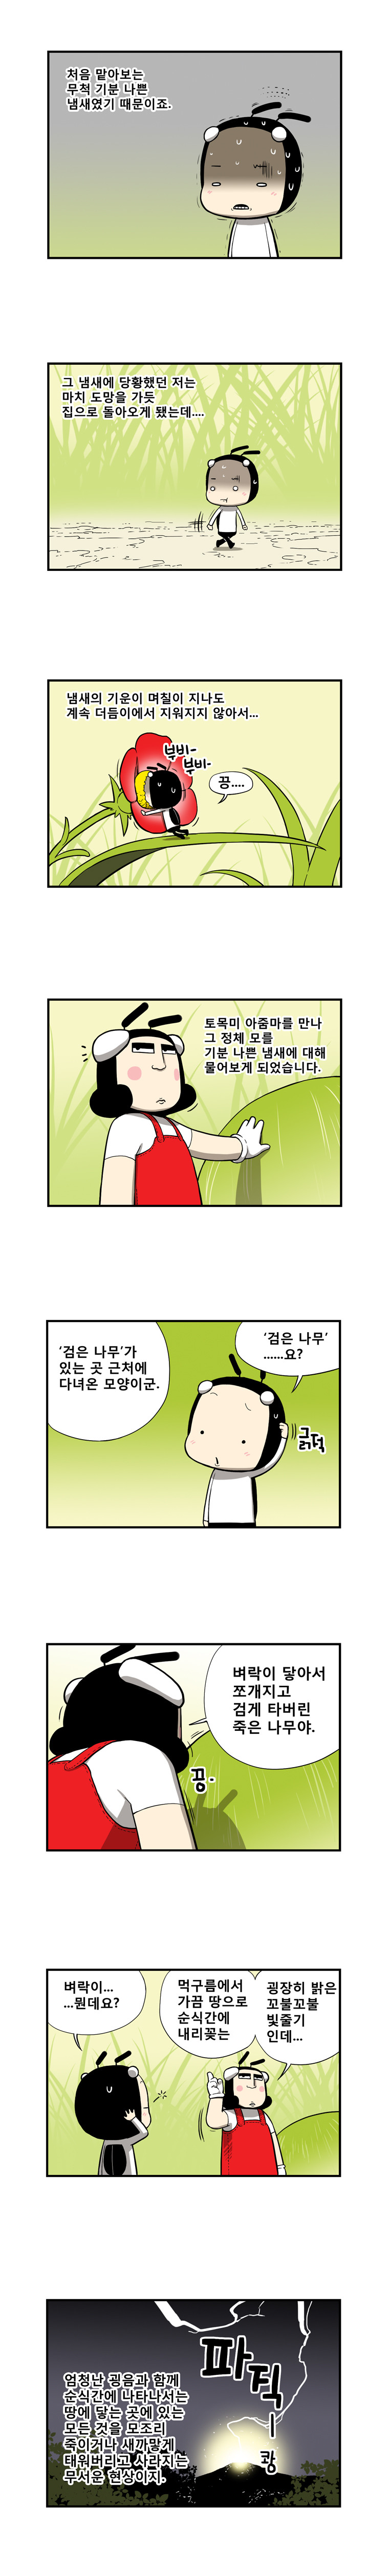 처음 맡아보는
무척 기분 나쁜
냄새였기 때문이죠.
그 냄새에 당황했던 저는
마치 도망을 가듯
집으로 돌아오게 됐는데....
냄새의 기운이 며칠이 지나도
계속 더듬이에서 지워지지 않아서...
부비-
부비-
끙....
토목미 아줌마를 만나
그 정체 모를
기분 나쁜 냄새에 대해
물어보게 되었습니다.
'검은 나무'가
있는 곳 근처에
다녀온 모양이군.
'검은 나무'
......요?
긁적
벼락이 닿아서
쪼개지고
검게 타버린
죽은 나무야.
끙-
벼락이...
...뭔데요?
먹구름에서
가끔 땅으로
순식간에
내리꽂는
굉장히 밝은
꼬불꼬불
빛줄기
인데...
파직ㅡ
쾅
엄청난 굉음과 함께
순식간에 나타나서는
땅에 닿는 곳에 있는
모든 것을 모조리
죽이거나 새까맣게
태워버리고 사라지는
무서운 현상이지.